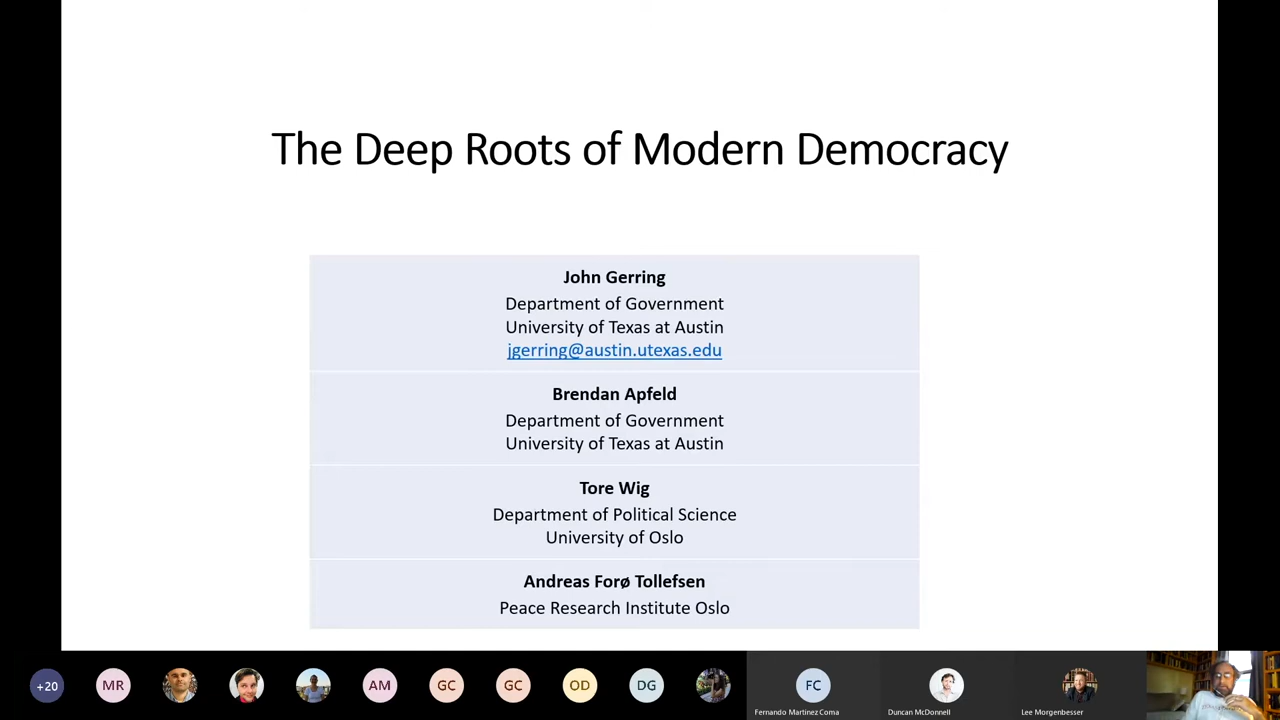 The Deep Roots of Modern Democracy
John Gerring
Department of Government
University of Texas at Austin
jgerring@austin.utexas.edu
Brendan Apfeld
Department of Government
University of Texas at Austin
Tore Wig
Department of Political Science
University of Oslo
Andreas Forø Tollefsen
Peace Research Institute Oslo
+20
MR
AM
GC
GC
OD
DG
FC
Fernando Martinez Coma
Duncan McDonnell
Lee Morgenbesser